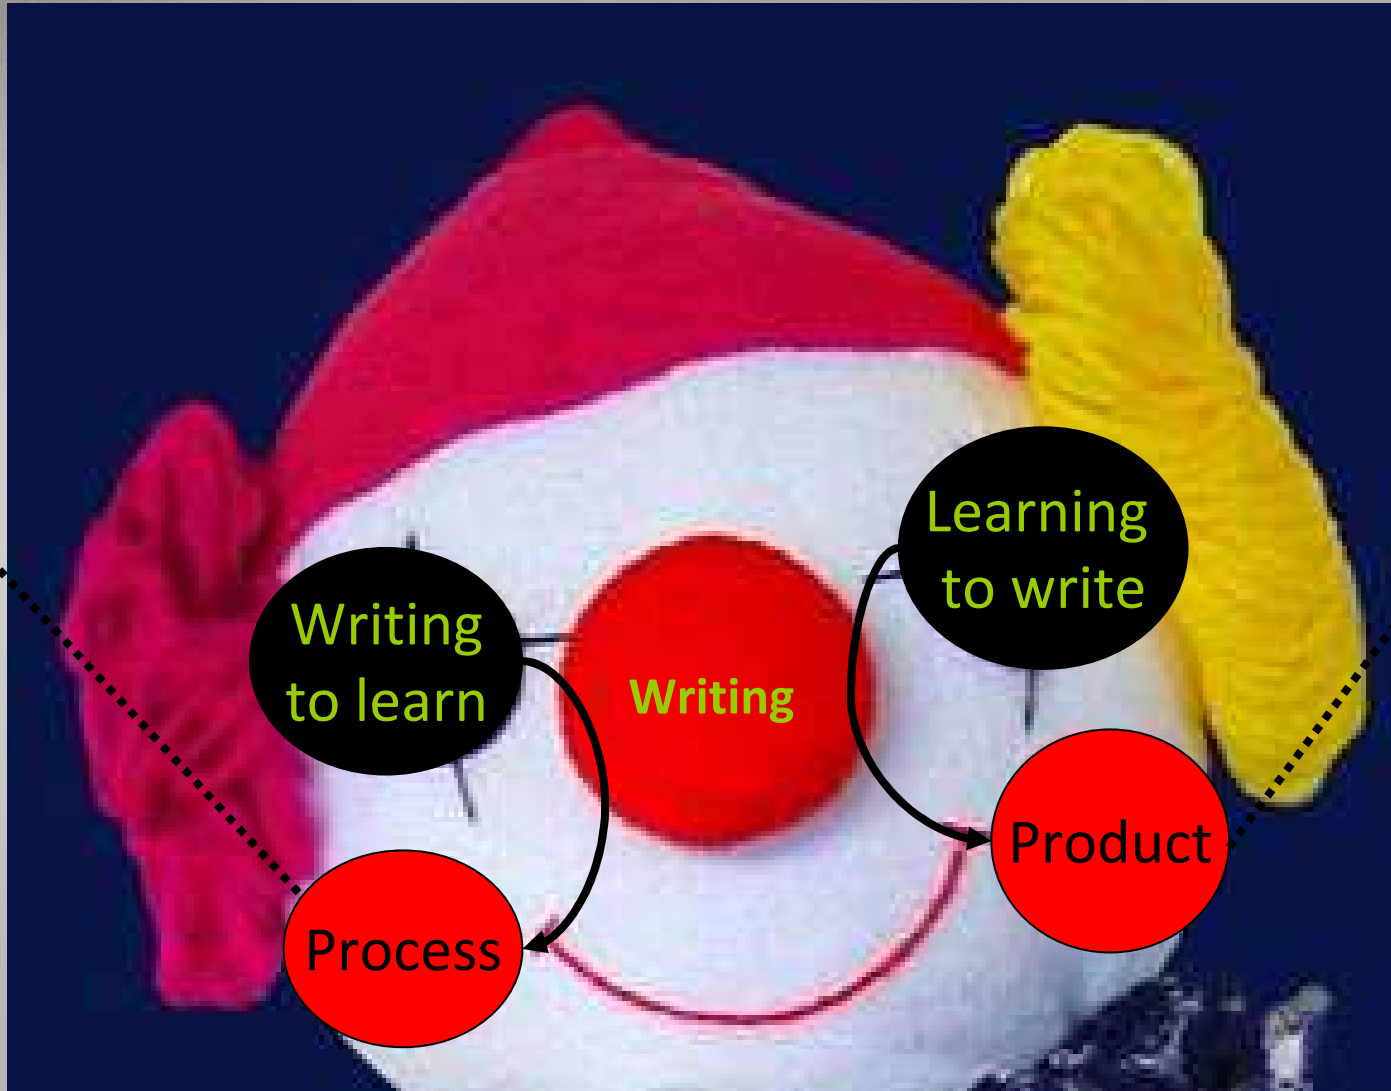 Learning
to write
Writing
to learn
Writing
Product
Process